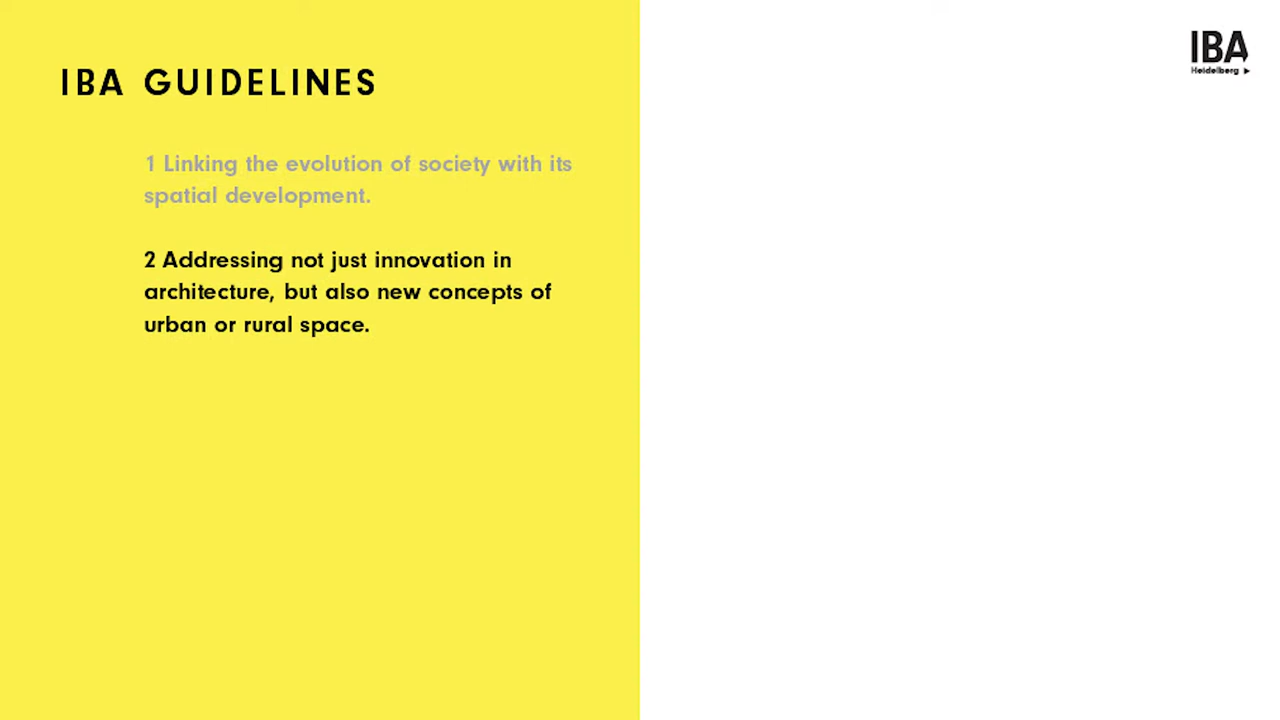 IBA GUIDELINES
1 Linking the evolution of society with its
spatial development.
2 Addressing not just innovation in
architecture, but also new concepts of
urban or rural space.
IBA
Heidelberg